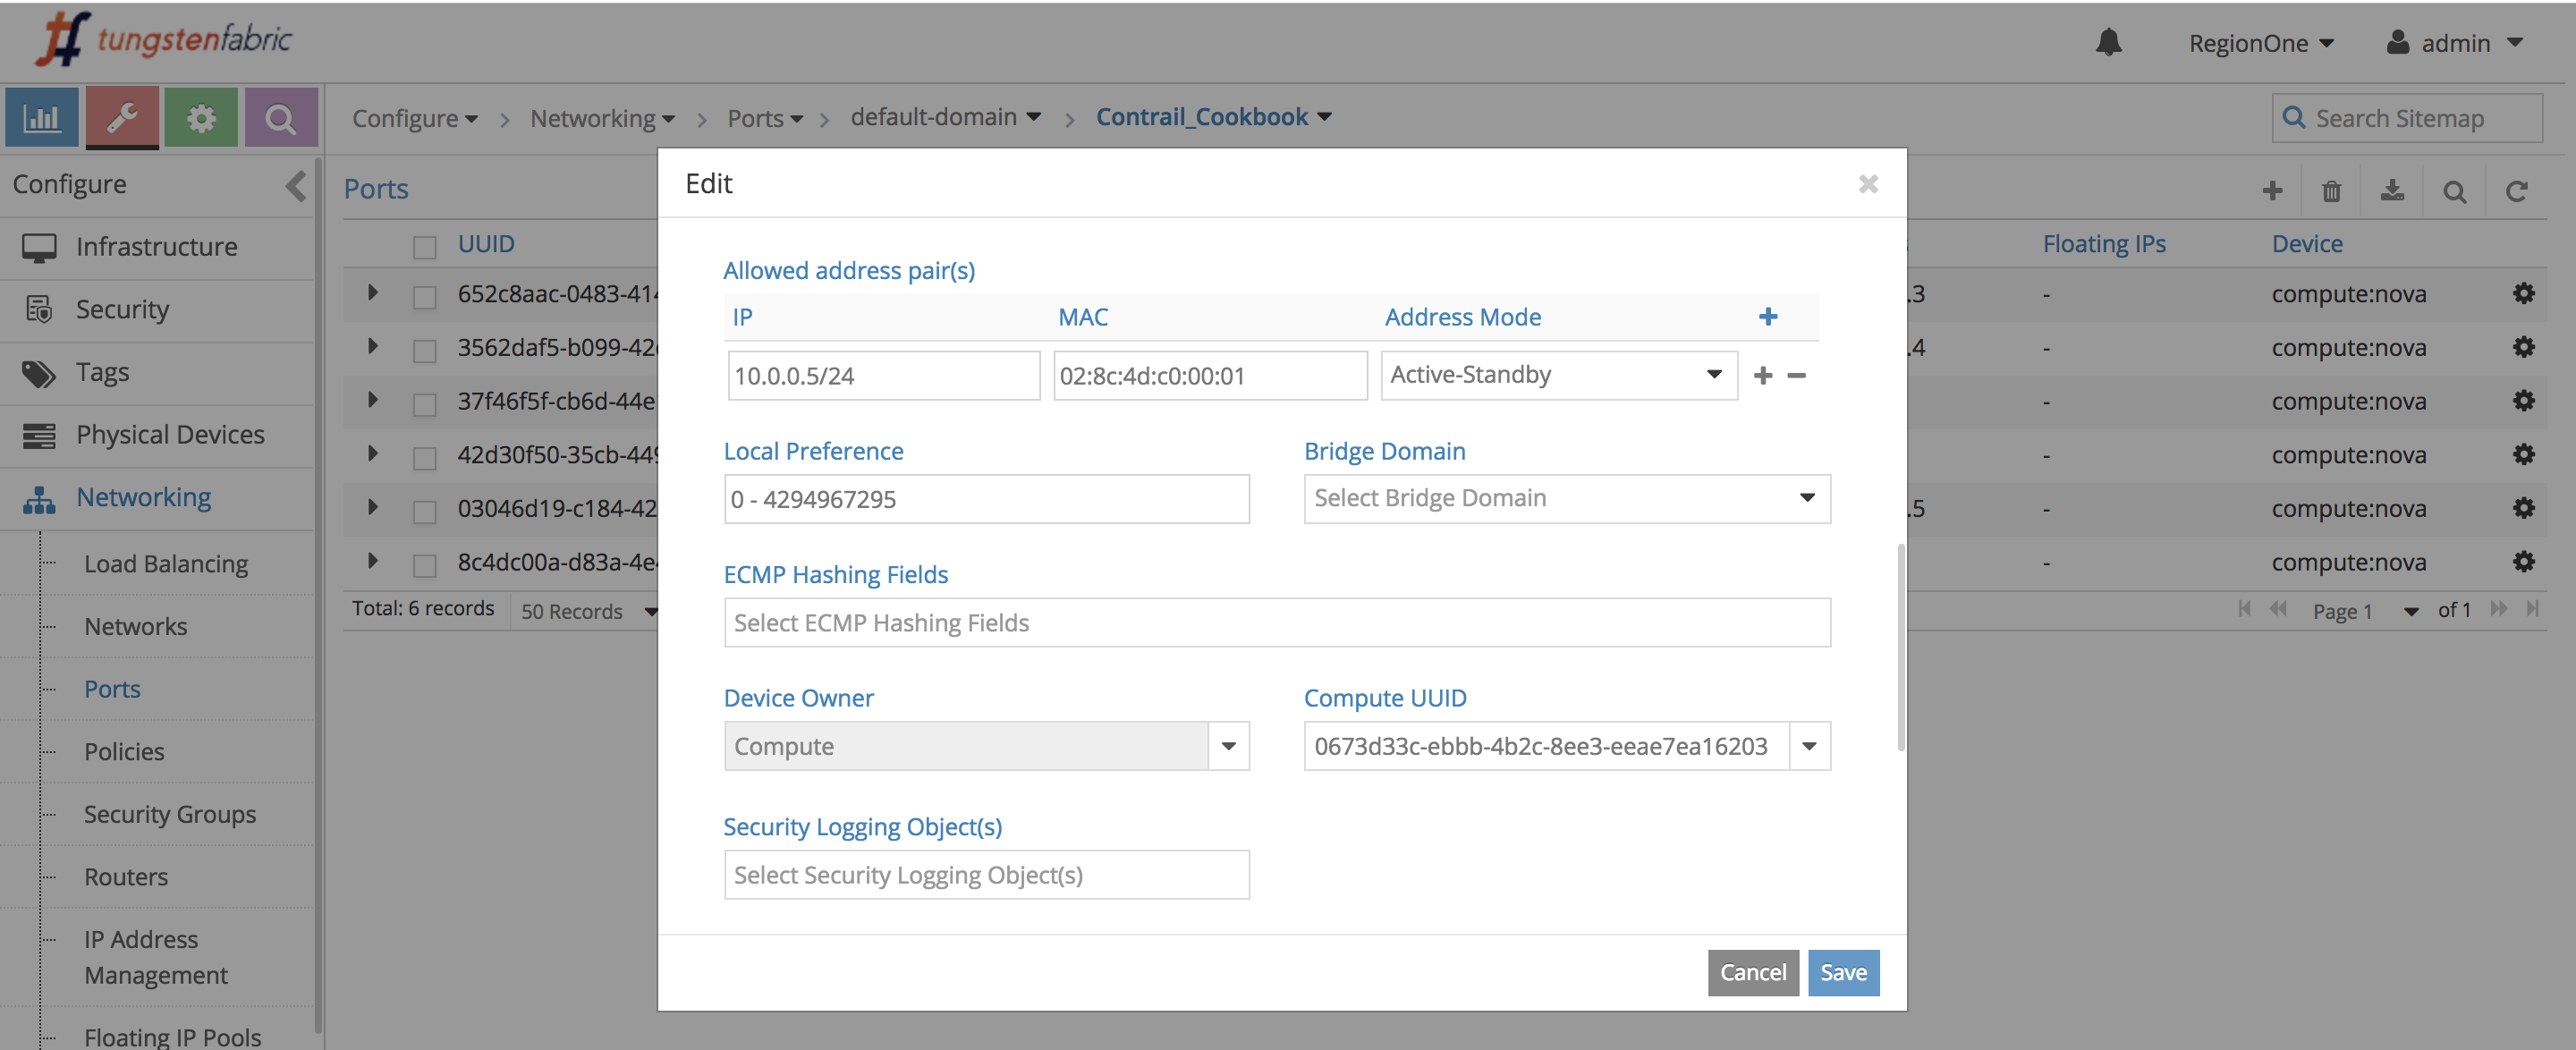 tungstenfabric
RegionOne
admin
Configure
Networking
Ports
default-domain
Contrail_Cookbook
Search Sitemap
Configure
Infrastructure
Security
Tags
Physical Devices
Networking
Load Balancing
Networks
Ports
Policies
Security Groups
Routers
IP Address
Management
Floating IP Pools
Ports
UUID
Floating IPs
Device
652c8aac-0483-414
.3
-
compute:nova
3562daf5-b099-42
.4
-
compute:nova
37f46f5f-cb6d-44e
-
compute:nova
42d30f50-35cb-449
-
compute:nova
03046d19-c184-42
.5
-
compute:nova
8c4dc00a-d83a-4e
-
compute:nova
Total: 6 records
50 Records
Page 1
of 1
Edit
Allowed address pair(s)
IP
MAC
Address Mode
10.0.0.5/24
02:8c:4d:c0:00:01
Active-Standby
Local Preference
Bridge Domain
0 - 4294967295
Select Bridge Domain
ECMP Hashing Fields
Select ECMP Hashing Fields
Device Owner
Compute UUID
Compute
0673d33c-ebbb-4b2c-8ee3-eeae7ea16203
Security Logging Object(s)
Select Security Logging Object(s)
Cancel
Save